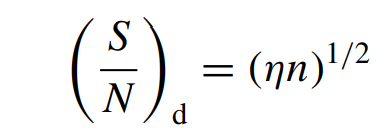 (S/N)_d = (ηn)^{1/2}